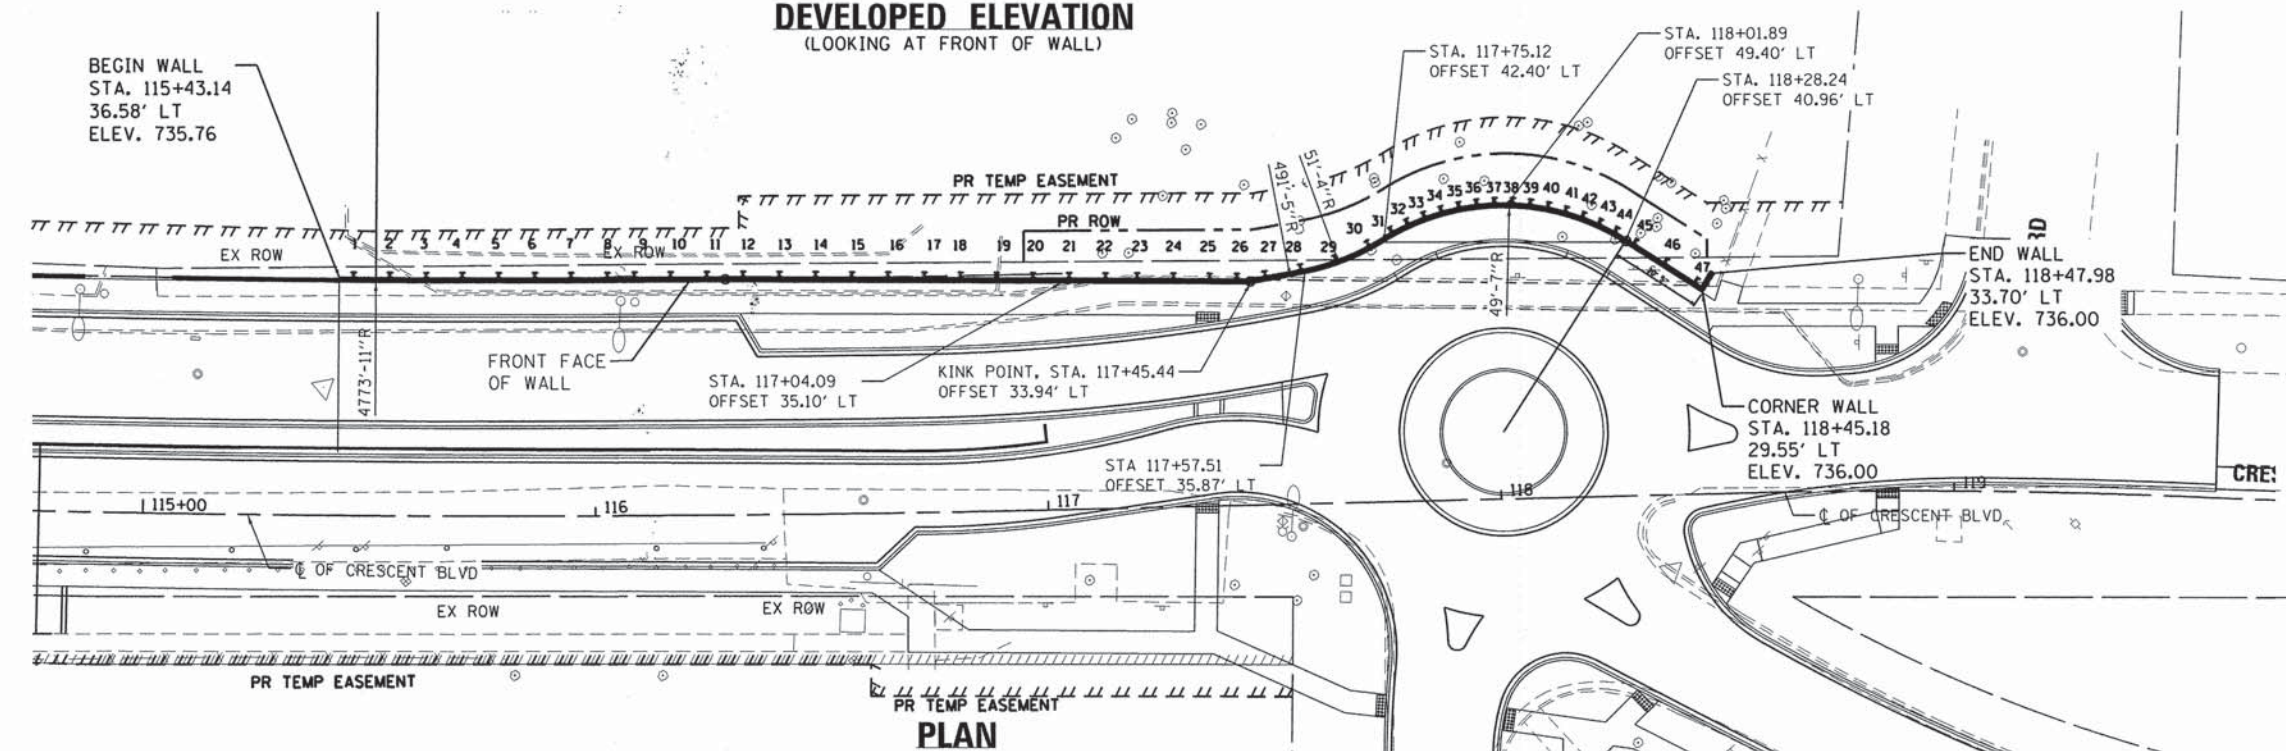 DEVELOPED ELEVATION
(LOOKING AT FRONT OF WALL)
BEGIN WALL
STA. 115+43.14
36.58' LT
ELEV. 735.76
STA. 117+75.12
OFFSET 42.40' LT
STA. 118+01.89
OFFSET 49.40' LT
STA. 118+28.24
OFFSET 40.96' LT
PR TEMP EASEMENT
PR ROW
EX ROW
EX ROW
1 2 3 4 5 6 7 8 9 10 11 12 13 14 15 16 17 18 19 20 21 22 23 24 25 26 27 28 29 30 31 32 33 34 35 36 37 38 39 40 41 42 43 44 45 46 47
491'-5"R
51'-4"R
49'-7"R
4773'-11"R
RD
END WALL
STA. 118+47.98
33.70' LT
ELEV. 736.00
FRONT FACE
OF WALL
STA. 117+04.09
OFFSET 35.10' LT
KINK POINT, STA. 117+45.44
OFFSET 33.94' LT
CORNER WALL
STA. 118+45.18
29.55' LT
ELEV. 736.00
STA 117+57.51
OFFSET 35.87' LT
115+00
116
117
118
119
CRES
℄ OF CRESCENT BLVD
℄ OF CRESCENT BLVD
EX ROW
EX ROW
PR TEMP EASEMENT
PR TEMP EASEMENT
PLAN